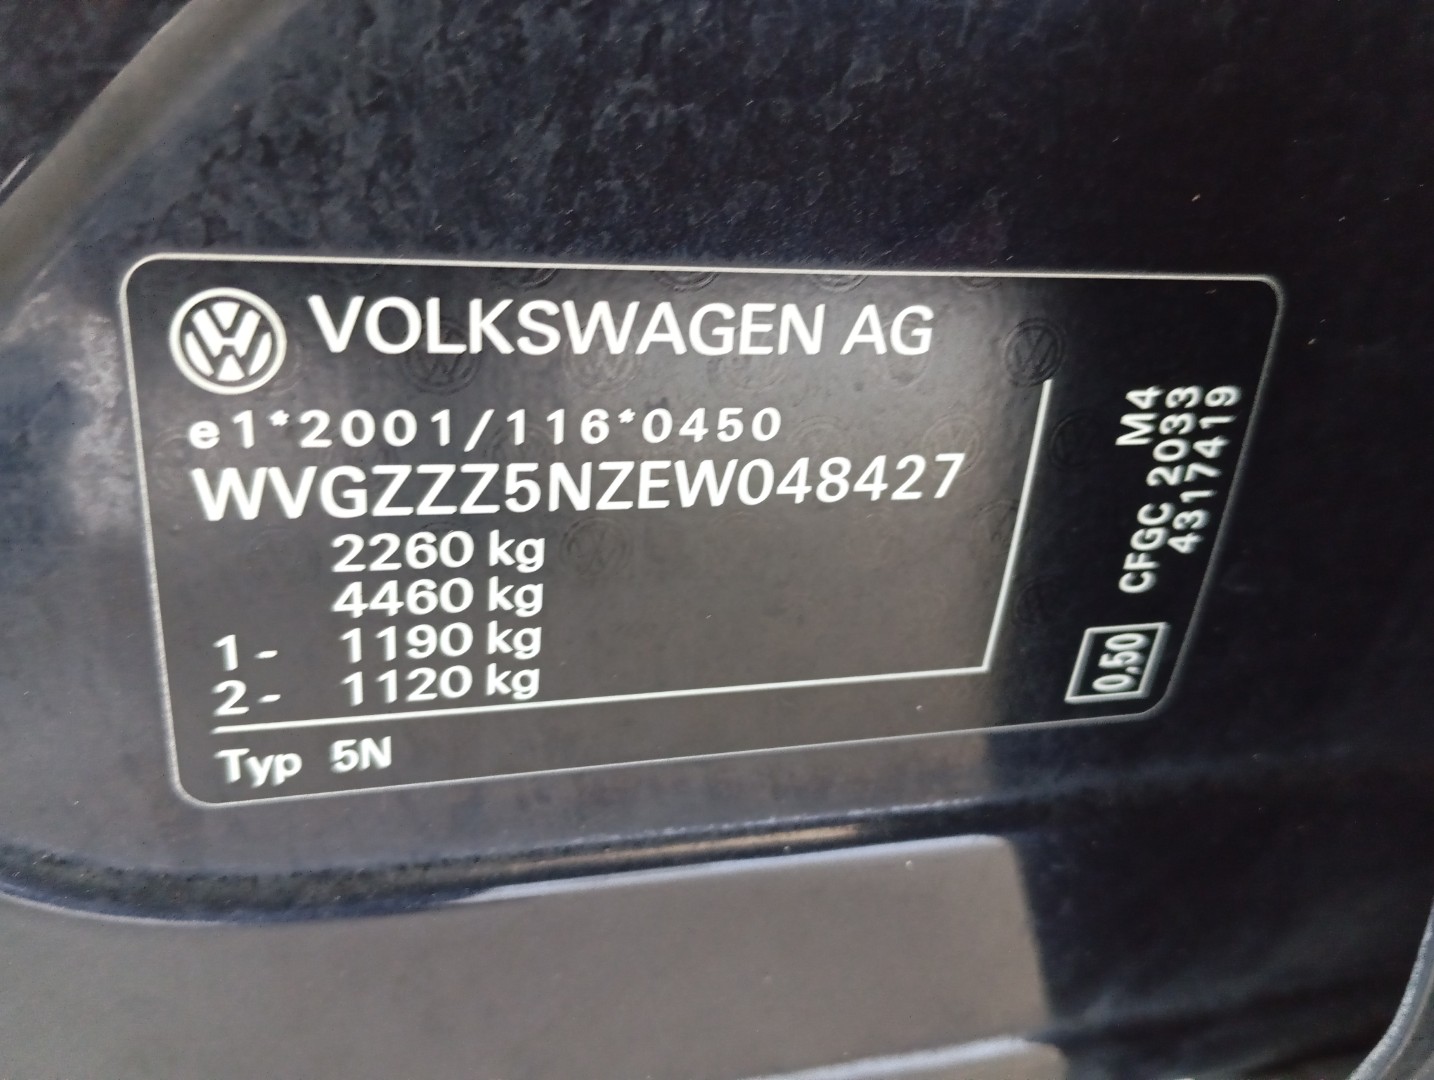 VOLKSWAGEN AG
e1*2001/116*0450
WVGZZZ5NZEW048427
2260 kg
4460 kg
1- 1190 kg
2- 1120 kg
Typ 5N
M4
CFGC 2033
4317419
0,50